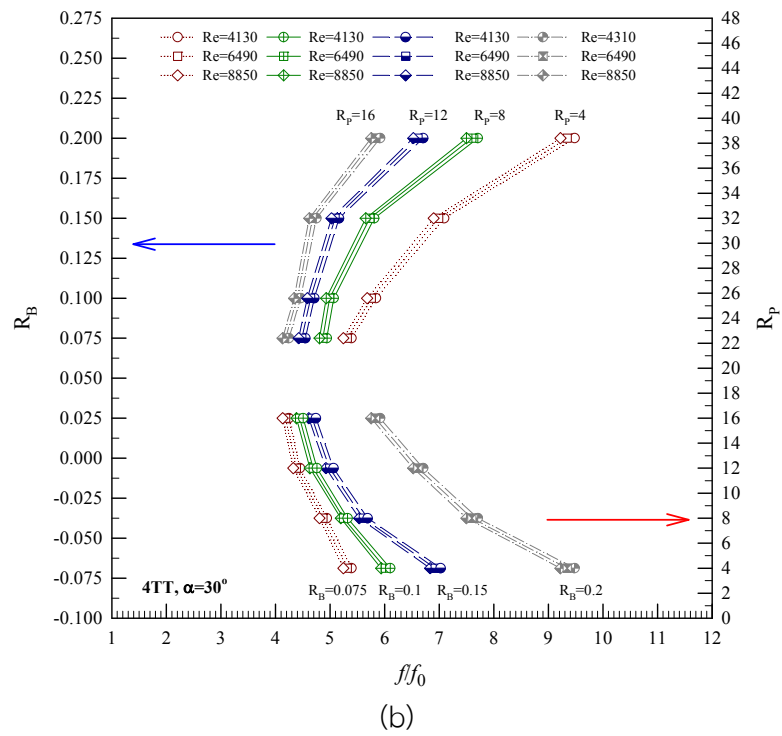 0.275 48
Re=4130 Re=4130 Re=4130 Re=4310
0.250 46
Re=6490 Re=6490 Re=6490 Re=6490
44
0.225 Re=8850 Re=8850 Re=8850 Re=8850
42
R_P=16 R_P=12 R_P=8 R_P=4
0.200 40
38
0.175 36
34
0.150 32
0.125 30
28
0.100 26
24
0.075 22
20
0.050 18
0.025 16
14
0.000 12
-0.025 10
8
-0.050 6
-0.075 4
4TT, α=30° R_B=0.075 R_B=0.1 R_B=0.15 R_B=0.2
2
-0.100 0
R_B
R_P
1 2 3 4 5 6 7 8 9 10 11 12
f/f₀
(b)